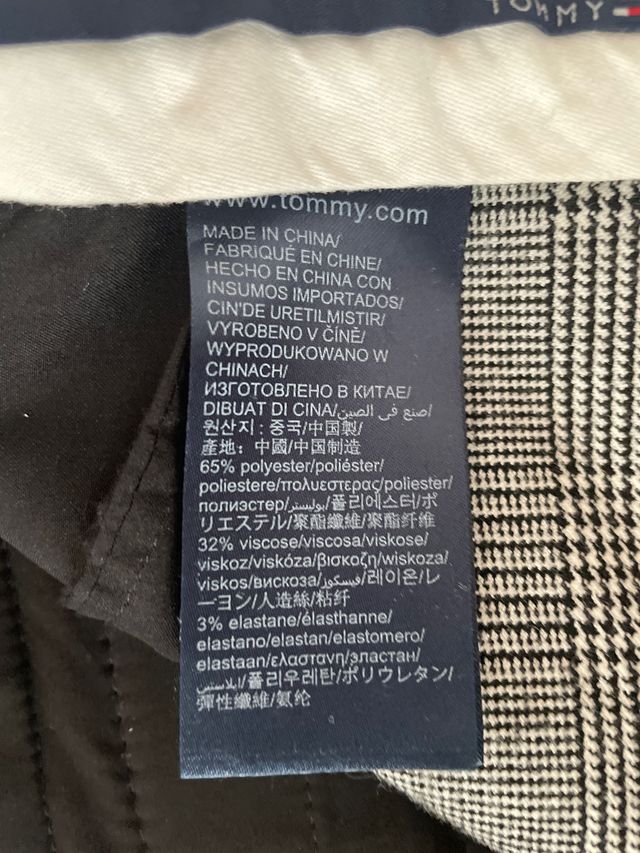 TOMMY
www.tommy.com
MADE IN CHINA/
FABRIQUÉ EN CHINE/
HECHO EN CHINA CON
INSUMOS IMPORTADOS/
CIN'DE URETILMISTIR/
VYROBENO V ČÍNĚ/
WYPRODUKOWANO W
CHINACH/
ИЗГОТОВЛЕНО В КИТАЕ/
DIBUAT DI CINA/صنع في الصين/
원산지 : 중국/中国製/
產地：中國/中国制造
65% polyester/poliéster/
poliestere/πολυεστερας/poliester/
полиэстер/بوليستر/폴리에스터/ポ
リエステル/聚酯纖維/聚酯纤维
32% viscose/viscosa/viskose/
viskoz/viskóza/βισκοζη/wiskoza/
viskos/вискоза/فيسكوز/레이온/レ
ーヨン/人造絲/粘纤
3% elastane/élasthanne/
elastano/elastan/elastomero/
elastaan/ελαστανη/эластан/
ايلاستين/폴리우레탄/ポリウレタン/
彈性纖維/氨纶